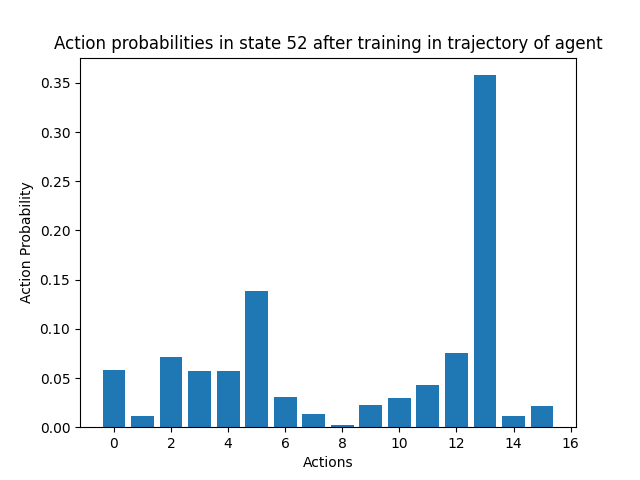 Action probabilities in state 52 after training in trajectory of agent
0.35
0.30
0.25
0.20
0.15
0.10
0.05
0.00
Action Probability
0 2 4 6 8 10 12 14 16
Actions